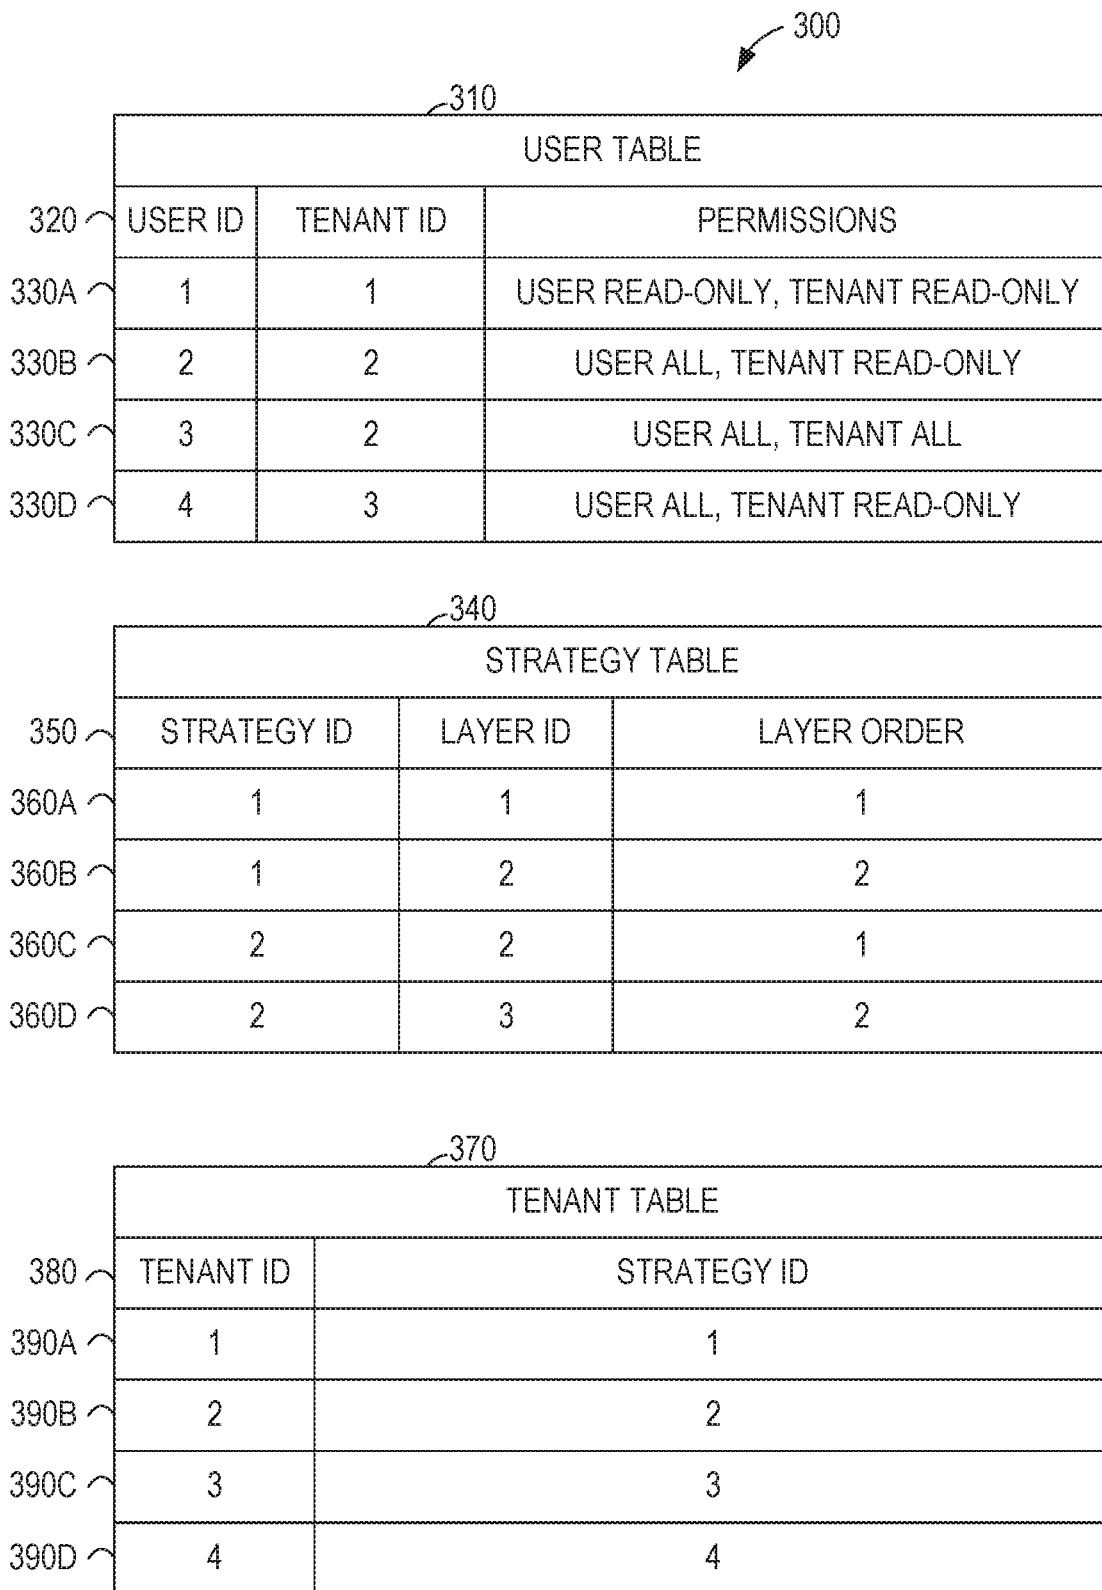 300
310
USER TABLE
320 USER ID TENANT ID PERMISSIONS
330A 1 1 USER READ-ONLY, TENANT READ-ONLY
330B 2 2 USER ALL, TENANT READ-ONLY
330C 3 2 USER ALL, TENANT ALL
330D 4 3 USER ALL, TENANT READ-ONLY
340
STRATEGY TABLE
350 STRATEGY ID LAYER ID LAYER ORDER
360A 1 1 1
360B 1 2 2
360C 2 2 1
360D 2 3 2
370
TENANT TABLE
380 TENANT ID STRATEGY ID
390A 1 1
390B 2 2
390C 3 3
390D 4 4